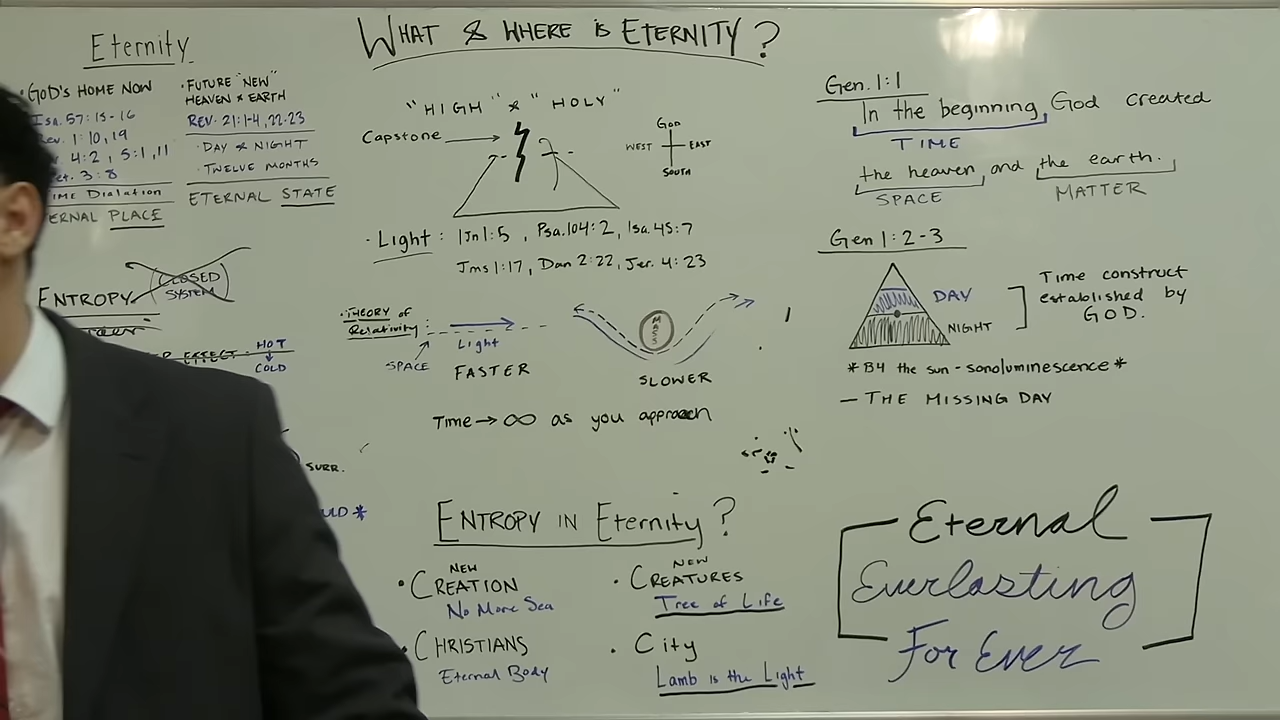 WHAT & WHERE IS ETERNITY?
Eternity
· GOD'S HOME NOW
Isa. 57:15-16
Rev. 1:10, 19
4:2, 5:1, 11
3:8
TIME Dialation
ERNAL PLACE
· FUTURE "NEW"
HEAVEN & EARTH
REV. 21:1-4, 22-23
· DAY & NIGHT
· TWELVE MONTHS
ETERNAL STATE
ENTROPY
CLOSED
SYSTEM
EFFECT:
HOT
COLD
SURR.
ULD *
"HIGH" & "HOLY"
Capstone
God
WEST EAST
SOUTH
· Light: 1Jn 1:5, Psa. 104:2, Isa. 45:7
Jms 1:17, Dan 2:22, Jer. 4:23
· THEORY of
Relativity:
Light
SPACE
FASTER
MASS
SLOWER
Time → ∞ as you approach
ENTROPY IN Eternity?
NEW
· CREATION
No More Sea
NEW
· CREATURES
Tree of Life
· CHRISTIANS
Eternal Body
· City
Lamb is the Light
Gen. 1:1
In the beginning, God created
TIME
the heaven, and the earth.
SPACE MATTER
Gen 1:2-3
DAY
NIGHT
Time construct
established by
GOD.
* B4 the sun - sonoluminescence *
— THE MISSING DAY
Eternal
Everlasting
For Ever